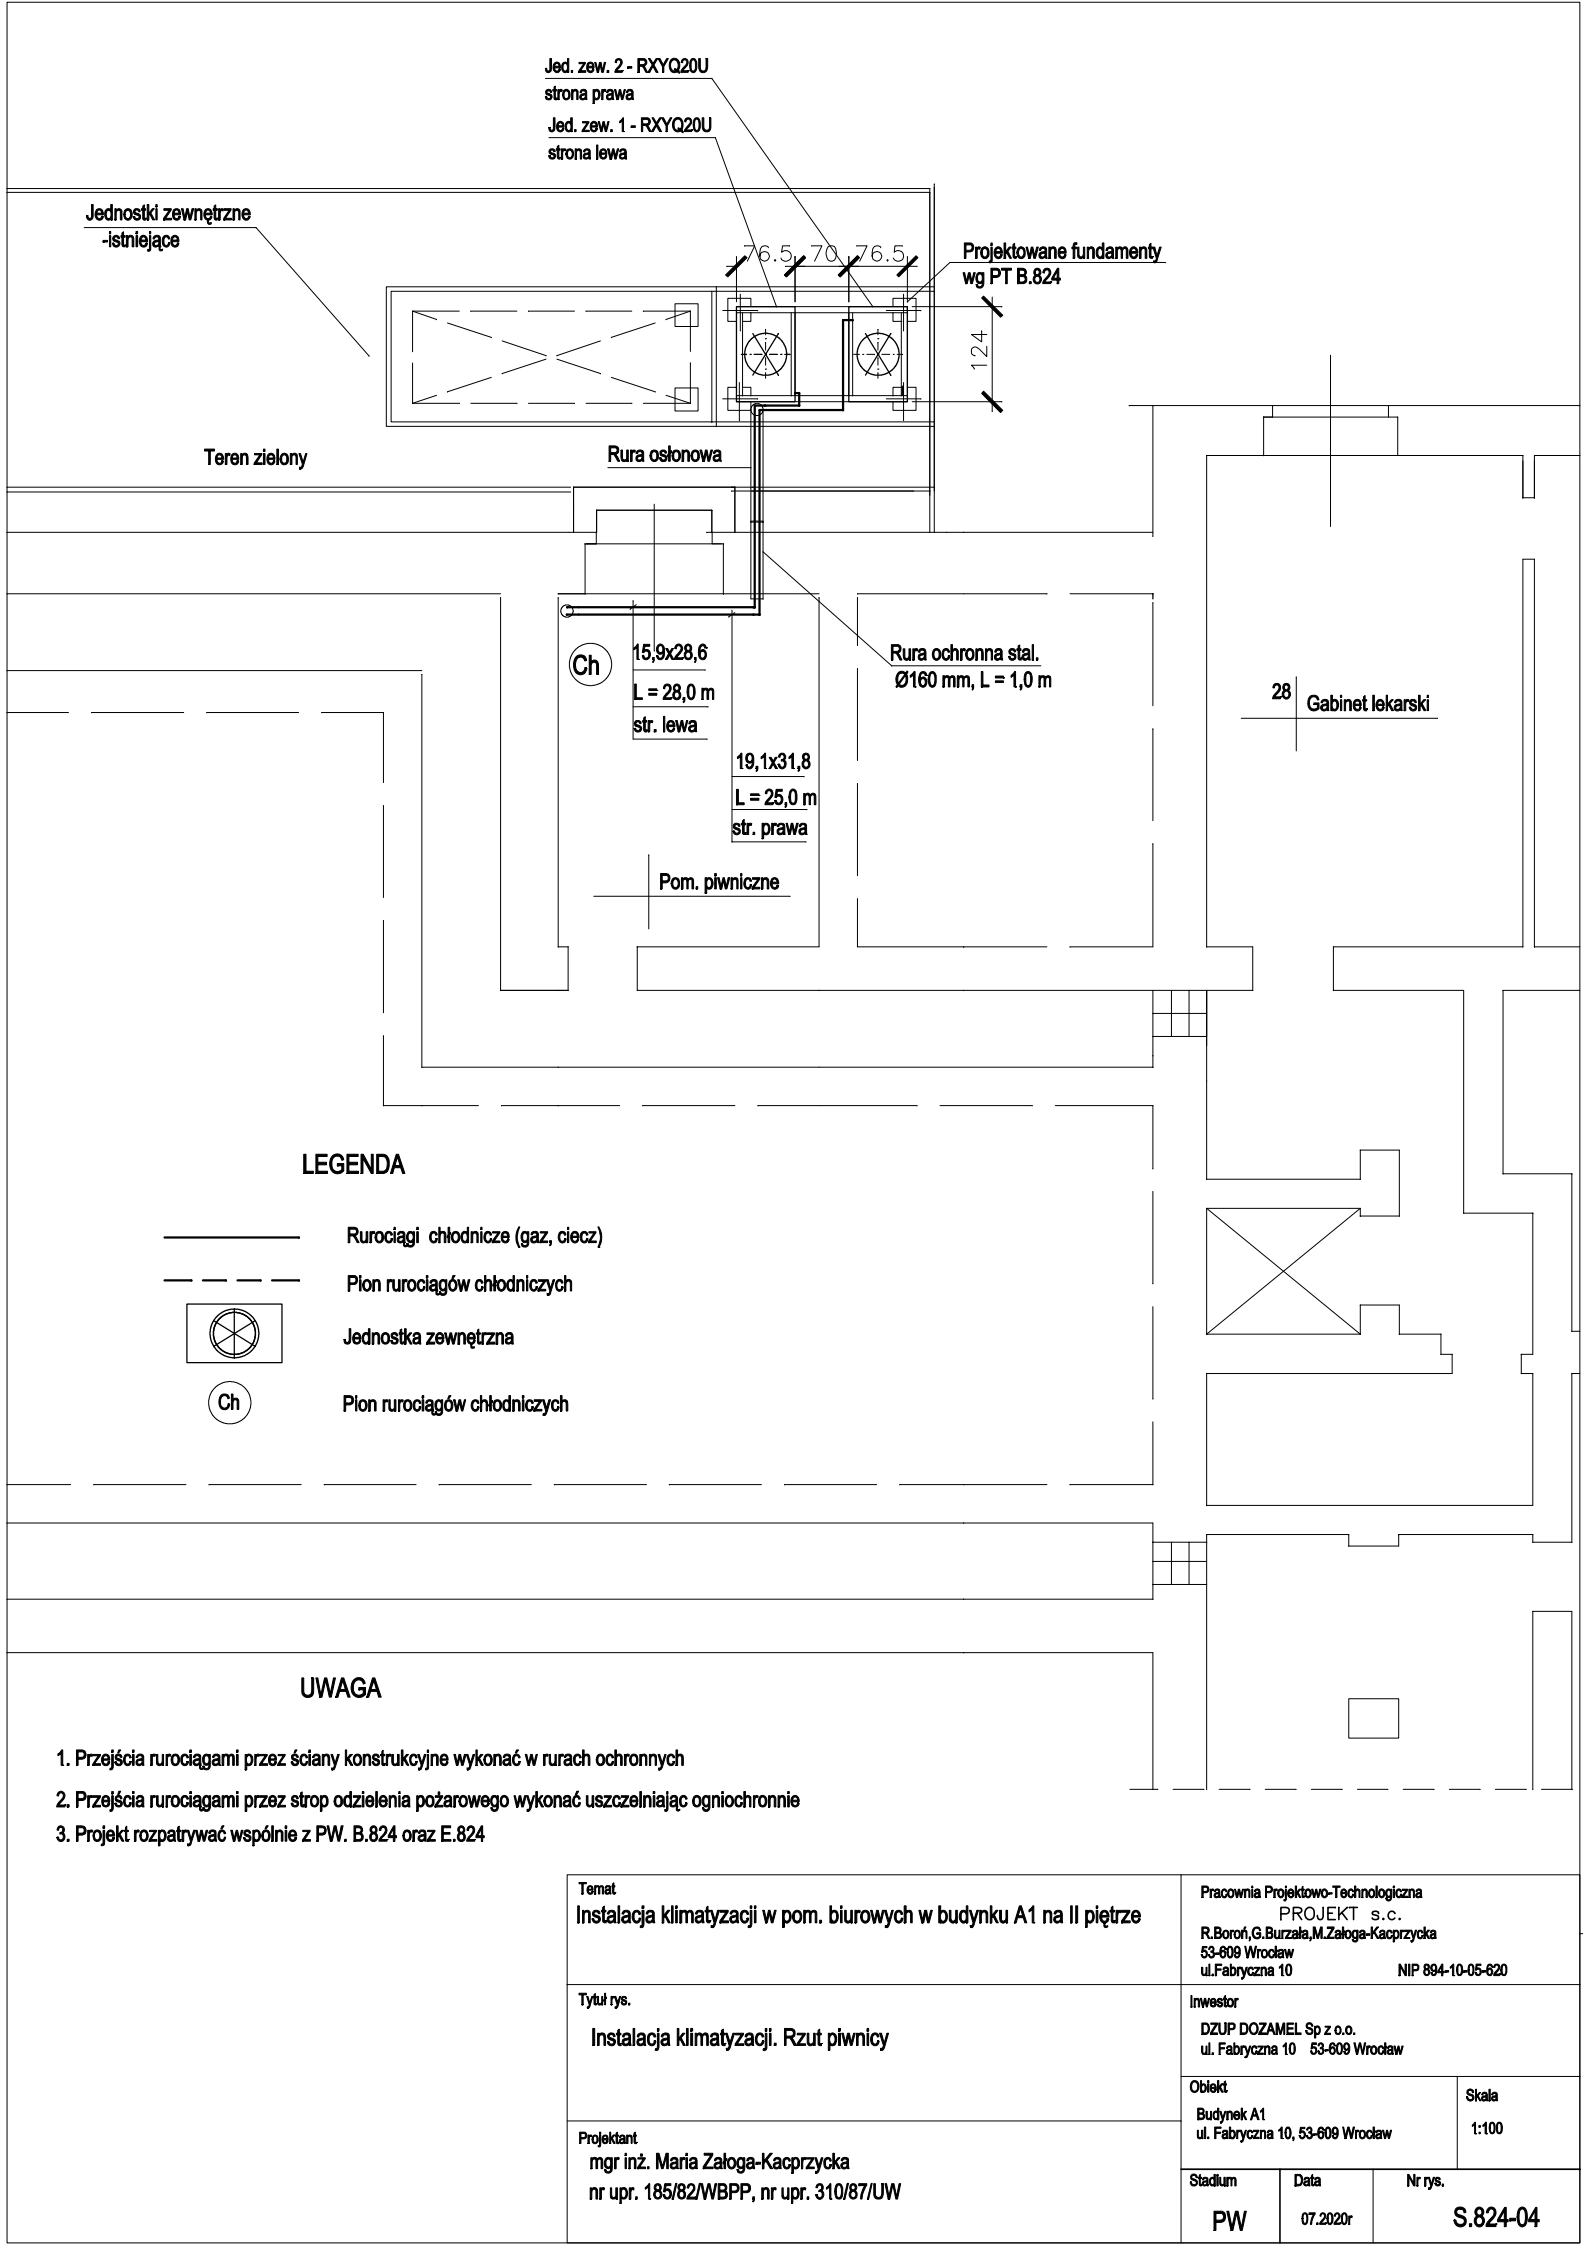 Jed. zew. 2 - RXYQ20U
strona prawa
Jed. zew. 1 - RXYQ20U
strona lewa
Jednostki zewnętrzne
-istniejące
76.5 70 76.5
Projektowane fundamenty
wg PT B.824
124
Teren zielony
Rura osłonowa
Ch
15,9x28,6
L = 28,0 m
str. lewa
19,1x31,8
L = 25,0 m
str. prawa
Rura ochronna stal.
Ø160 mm, L = 1,0 m
28 Gabinet lekarski
Pom. piwniczne
LEGENDA
Rurociągi chłodnicze (gaz, ciecz)
Pion rurociągów chłodniczych
Jednostka zewnętrzna
Ch Pion rurociągów chłodniczych
UWAGA
1. Przejścia rurociągami przez ściany konstrukcyjne wykonać w rurach ochronnych
2. Przejścia rurociągami przez strop odzielenia pożarowego wykonać uszczelniając ogniochronnie
3. Projekt rozpatrywać wspólnie z PW. B.824 oraz E.824
Temat
Instalacja klimatyzacji w pom. biurowych w budynku A1 na II piętrze
Pracownia Projektowo-Technologiczna
PROJEKT s.c.
R.Boroń,G.Burzała,M.Załoga-Kacprzycka
53-609 Wrocław
ul.Fabryczna 10 NIP 894-10-05-620
Tytuł rys.
Instalacja klimatyzacji. Rzut piwnicy
Inwestor
DZUP DOZAMEL Sp z o.o.
ul. Fabryczna 10 53-609 Wrocław
Obiekt
Budynek A1
ul. Fabryczna 10, 53-609 Wrocław
Skala
1:100
Projektant
mgr inż. Maria Załoga-Kacprzycka
nr upr. 185/82/WBPP, nr upr. 310/87/UW
Stadium
PW
Data
07.2020r
Nr rys.
S.824-04